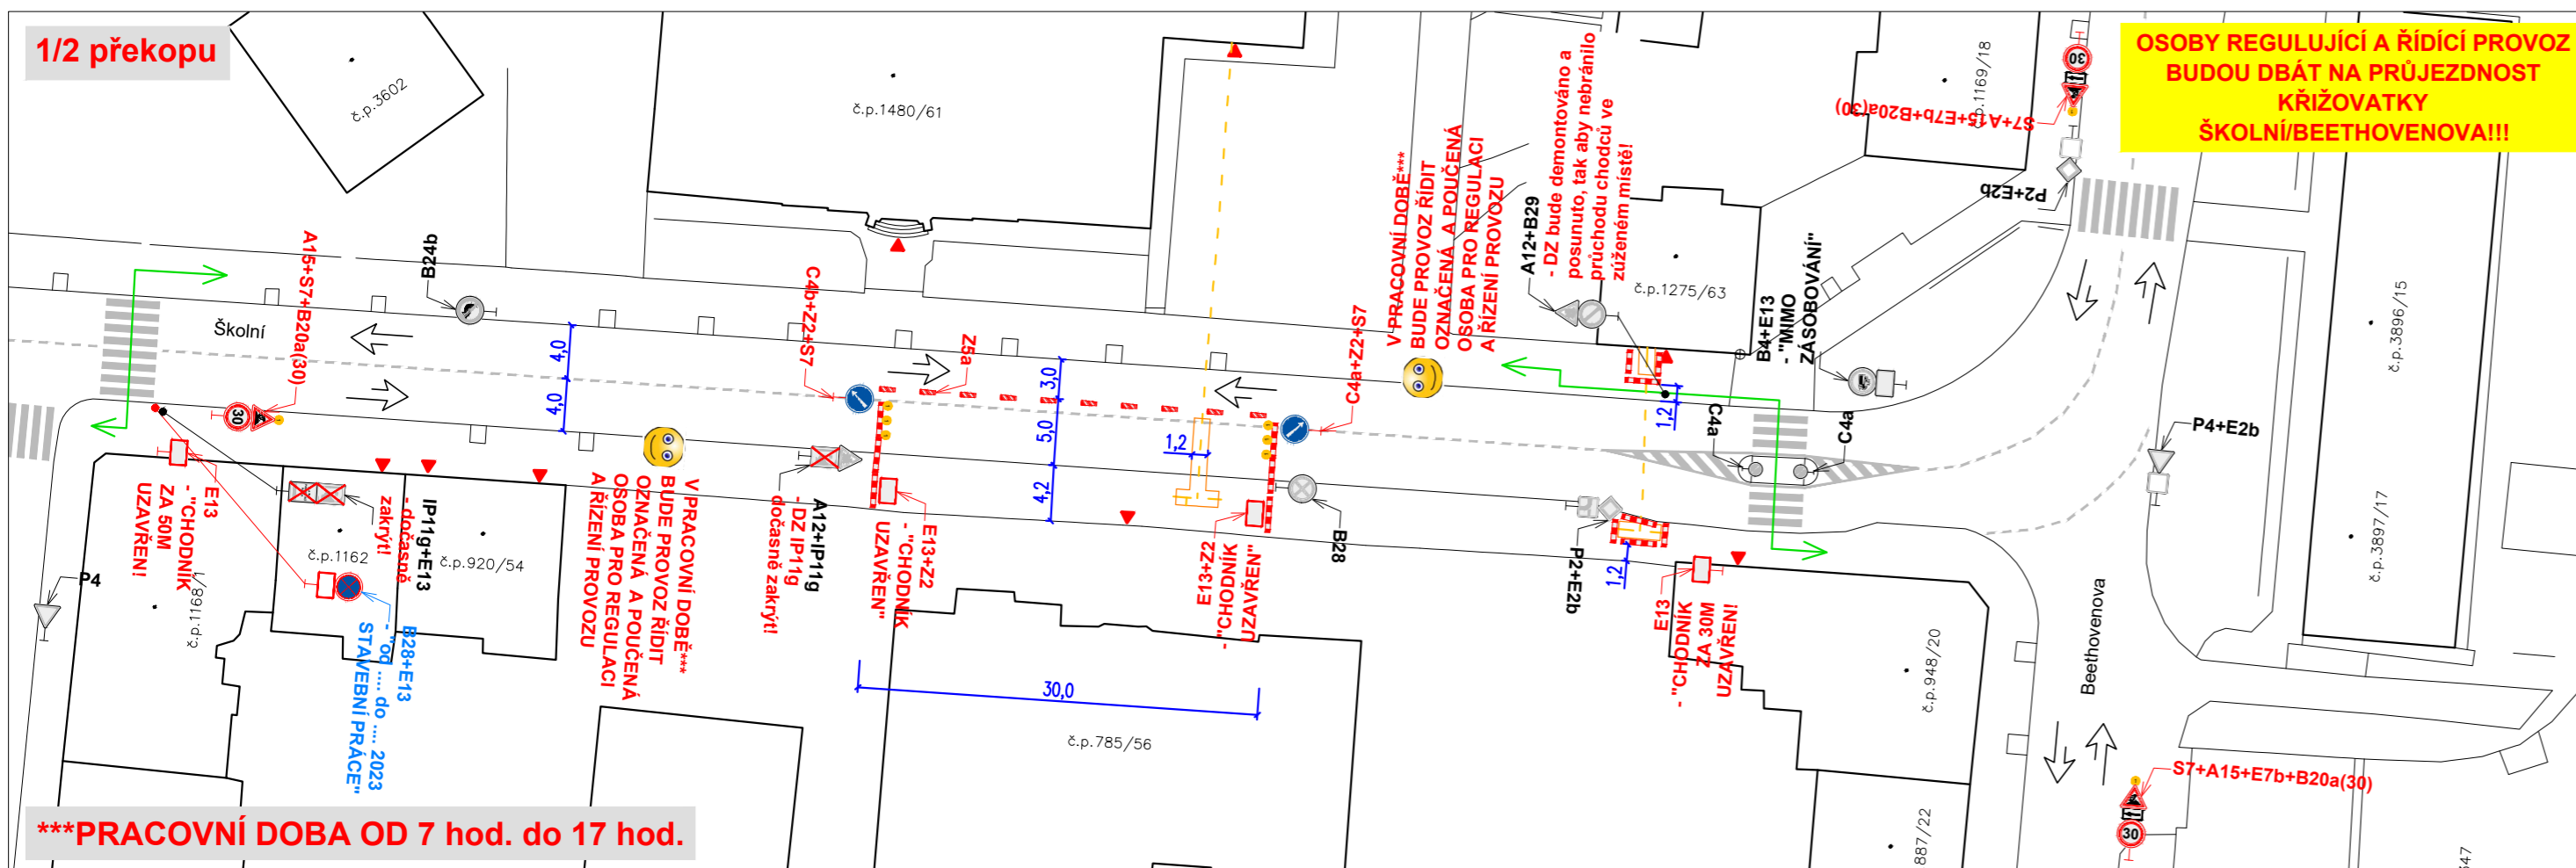 1/2 překopu
OSOBY REGULUJÍCÍ A ŘÍDÍCÍ PROVOZ
BUDOU DBÁT NA PRŮJEZDNOST
KŘIŽOVATKY
ŠKOLNÍ/BEETHOVENOVA!!!
č.p.3602
č.p.1480/61
č.p.1169/18
S7+A15+E7b+B20a(30)
30
P2+E2b
A15+S7+B20a(30)
30
B24b
Školní
4,0
4,0
C4b+Z2+S7
Z5a
3,0
5,0
4,2
1,2
C4a+Z2+S7
V PRACOVNÍ DOBĚ***
BUDE PROVOZ ŘÍDIT
OZNAČENÁ A POUČENÁ
OSOBA PRO REGULACI
A ŘÍZENÍ PROVOZU
A12+B29
- DZ bude demontováno a
posunuto, tak aby nebránilo
průchodu chodců ve
zúženém místě!
č.p.1275/63
B4+E13
- "MIMO
ZÁSOBOVÁNÍ"
1,2
C4a
C4a
P4+E2b
č.p.3896/15
č.p.3897/17
E13
- "CHODNÍK
ZA 50M
UZAVŘEN!
IP11g+E13
- dočasně
zakrýt!
č.p.1162
č.p.920/54
č.p.1168/1
P4
B28+E13
- "od .... do .... 2023
STAVEBNÍ PRÁCE"
V PRACOVNÍ DOBĚ***
BUDE PROVOZ ŘÍDIT
OZNAČENÁ A POUČENÁ
OSOBA PRO REGULACI
A ŘÍZENÍ PROVOZU
A12+IP11g
- DZ IP11g
dočasně zakrýt!
E13+Z2
- "CHODNÍK
UZAVŘEN"
E13+Z2
- "CHODNÍK
UZAVŘEN"
B28
P2+E2b
1,2
E13
- "CHODNÍK
ZA 30M
UZAVŘEN!
30,0
č.p.785/56
č.p.948/20
Beethovenova
S7+A15+E7b+B20a(30)
30
887/22
***PRACOVNÍ DOBA OD 7 hod. do 17 hod.